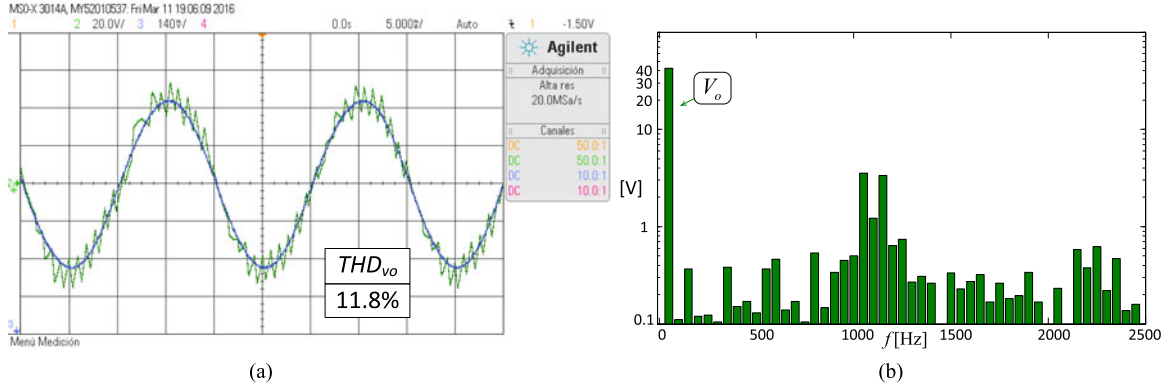 MSO-X 3014A, MY52010537: Fri Mar 11 19:06:09 2016
1 2 20.0V/ 3 140°/ 4 0.0s 5.000°/ Auto 1 -1.50V
Agilent
Adquisición
Alta res
20.0MSa/s
Canales
DC 50.0:1
DC 50.0:1
DC 10.0:1
DC 10.0:1
THDvo
11.8%
Menú Medición
(a)
40
30
20
10
[V]
1
0.1
Vo
0 500 1000 1500 2000 2500
f [Hz]
(b)